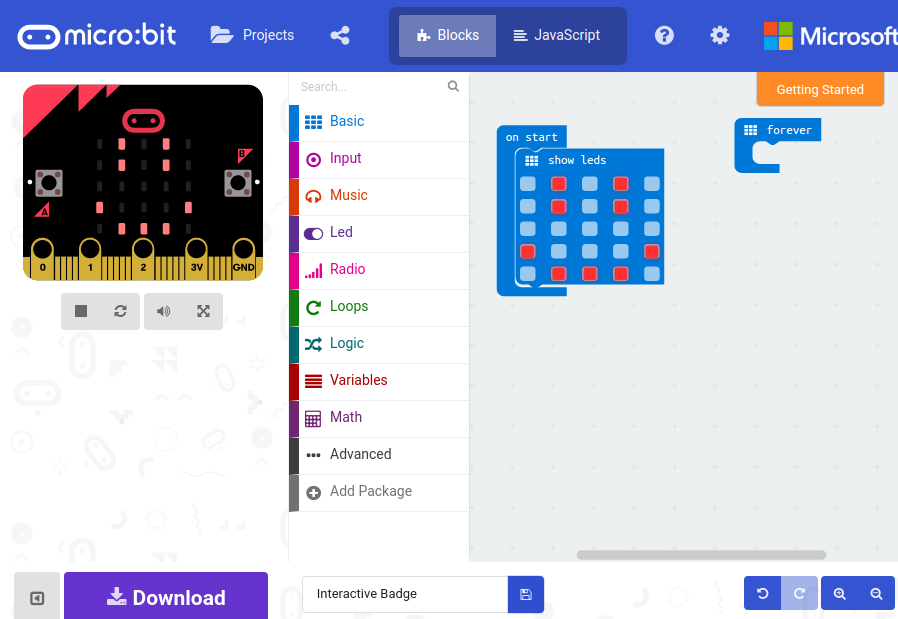 micro:bit
Projects
Blocks
JavaScript
?
Microsoft
Search...
Getting Started
Basic
Input
Music
Led
Radio
Loops
Logic
Variables
Math
Advanced
Add Package
on start
show leds
forever
B
A
0 1 2 3V GND
Download
Interactive Badge